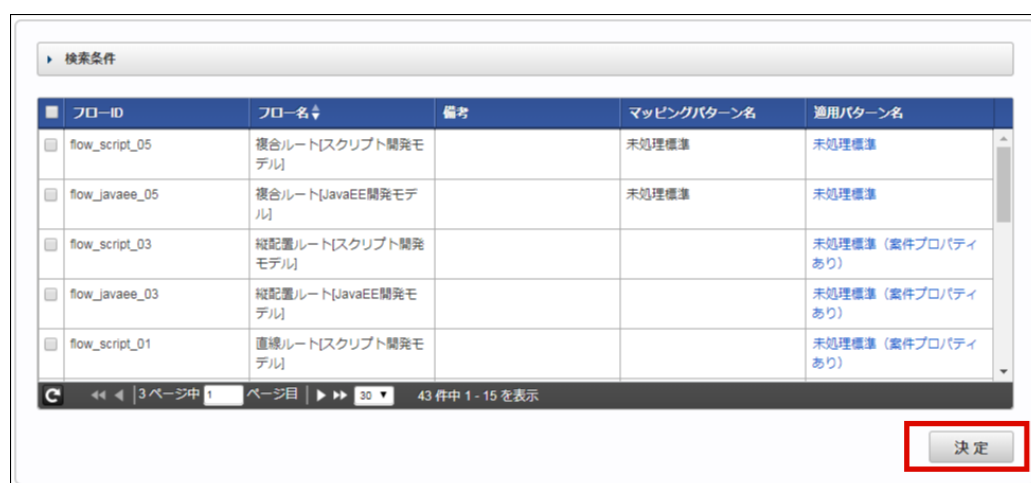 検索条件
フローID フロー名 備考 マッピングパターン名 適用パターン名
flow_script_05 複合ルート[スクリプト開発モ 未処理標準 未処理標準
デル]
flow_javaee_05 複合ルート[JavaEE開発モデ 未処理標準 未処理標準
ル]
flow_script_03 縦配置ルート[スクリプト開発 未処理標準（案件プロパティ
モデル] あり）
flow_javaee_03 縦配置ルート[JavaEE開発モ 未処理標準（案件プロパティ
デル] あり）
flow_script_01 直線ルート[スクリプト開発モ 未処理標準（案件プロパティ
デル] あり）
3 ページ中 1 ページ目 30 43 件中 1 - 15 を表示
決定